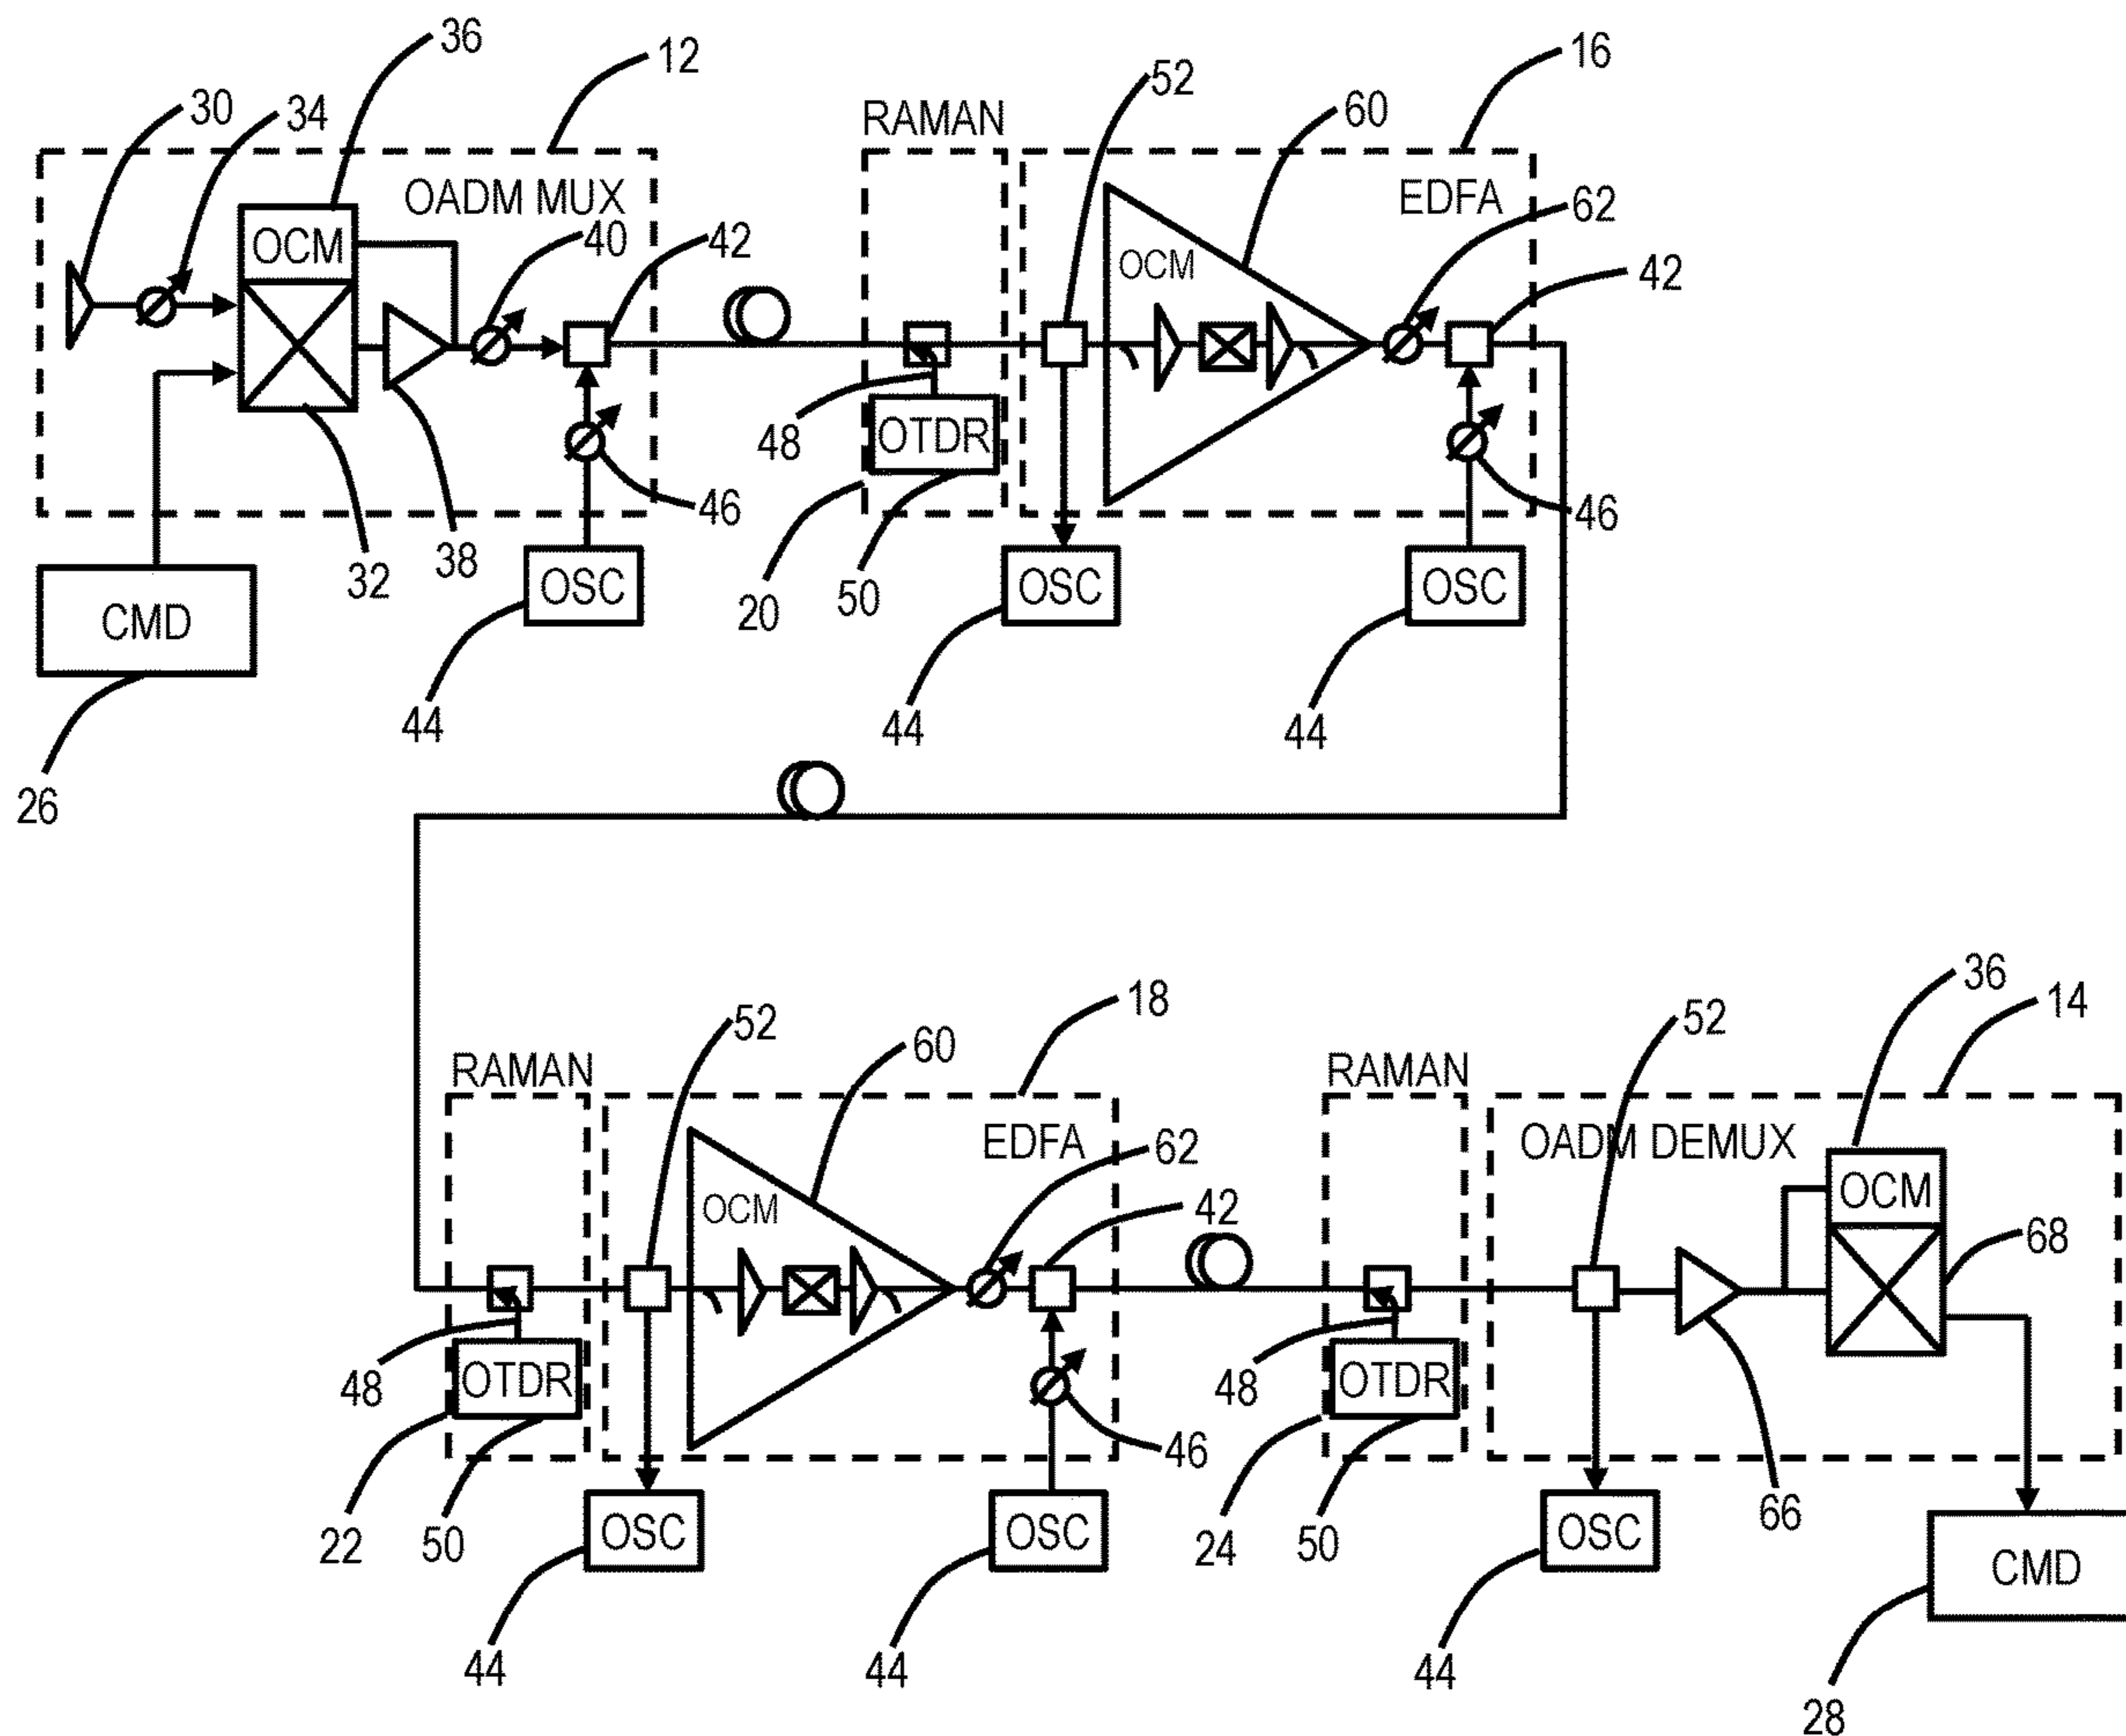 36
12
16
30
34
52
60
RAMAN
OADM MUX
EDFA
62
OCM
40
42
OCM
42
48
OTDR
46
46
32
38
OSC
20
50
OSC
OSC
CMD
44
44
44
26
18
36
14
52
60
52
RAMAN
RAMAN
EDFA
62
OADM DEMUX
OCM
42
OCM
68
48
OTDR
48
OTDR
46
22
50
OSC
OSC
24
50
OSC
66
CMD
44
44
44
28